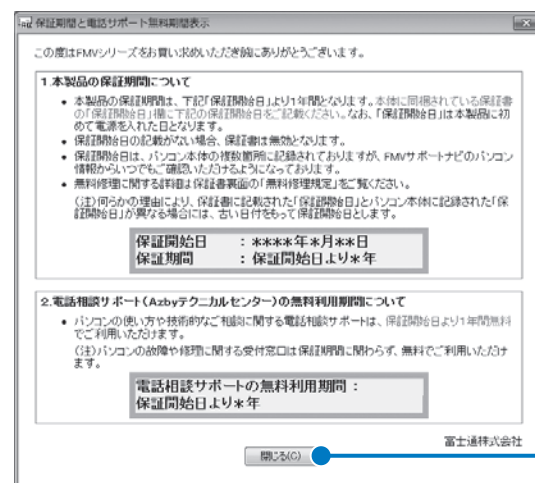 保証期間と電話サポート無料期間表示
この度はFMVシリーズをお買い求めいただき誠にありがとうございます。
1.本製品の保証期間について
• 本製品の保証期間は、下記「保証開始日」より1年間となります。本体に同梱されている保証書
の「保証開始日」欄に下記の保証開始日をご記載ください。なお、「保証開始日」は本製品に初
めて電源を入れた日となります。
• 保証開始日の記載がない場合、保証書は無効となります。
• 保証開始日は、パソコン本体の複数箇所に記録されておりますが、FMVサポートナビのパソコン
情報からいつでもご確認いただけるようになっております。
• 無料修理に関する詳細は保証書裏面の「無料修理規定」をご覧ください。
(注)何らかの理由により、保証書に記載された「保証開始日」とパソコン本体に記録された「保
証開始日」が異なる場合には、古い日付をもって保証開始日とします。
保証開始日 : ****年*月**日
保証期間 : 保証開始日より*年
2.電話相談サポート(Azbyテクニカルセンター)の無料利用期間について
• パソコンの使い方や技術的なご相談に関する電話相談サポートは、保証開始日より1年間無料
でご利用いただけます。
(注)パソコンの故障や修理に関する受付窓口は保証期間に関わらず、無料でご利用いただけ
ます。
電話相談サポートの無料利用期間:
保証開始日より*年
富士通株式会社
閉じる(C)